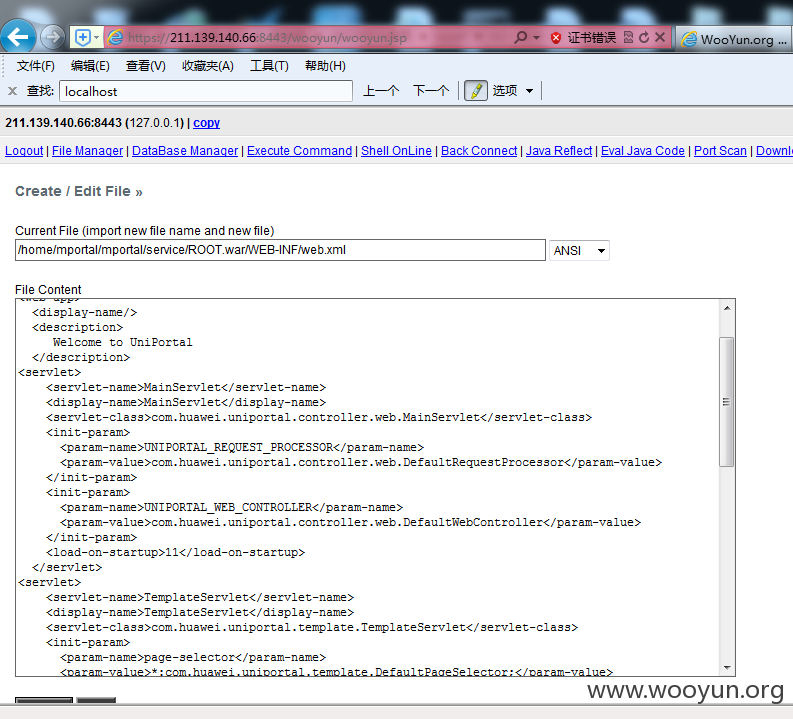 https://211.139.140.66:8443/wooyun/wooyun.jsp
证书错误
WooYun.org ...
文件(F) 编辑(E) 查看(V) 收藏夹(A) 工具(T) 帮助(H)
x 查找: localhost 上一个 下一个 选项
211.139.140.66:8443 (127.0.0.1) | copy
Logout | File Manager | DataBase Manager | Execute Command | Shell OnLine | Back Connect | Java Reflect | Eval Java Code | Port Scan | Downl
Create / Edit File »
Current File (import new file name and new file)
/home/mportal/mportal/service/ROOT.war/WEB-INF/web.xml ANSI
File Content
<web-app>
<display-name/>
<description>
Welcome to UniPortal
</description>
<servlet>
<servlet-name>MainServlet</servlet-name>
<display-name>MainServlet</display-name>
<servlet-class>com.huawei.uniportal.controller.web.MainServlet</servlet-class>
<init-param>
<param-name>UNIPORTAL_REQUEST_PROCESSOR</param-name>
<param-value>com.huawei.uniportal.controller.web.DefaultRequestProcessor</param-value>
</init-param>
<init-param>
<param-name>UNIPORTAL_WEB_CONTROLLER</param-name>
<param-value>com.huawei.uniportal.controller.web.DefaultWebController</param-value>
</init-param>
<load-on-startup>11</load-on-startup>
</servlet>
<servlet>
<servlet-name>TemplateServlet</servlet-name>
<display-name>TemplateServlet</display-name>
<servlet-class>com.huawei.uniportal.template.TemplateServlet</servlet-class>
<init-param>
<param-name>page-selector</param-name>
<param-value>*:com.huawei.uniportal.template.DefaultPageSelector;</param-value>
www.wooyun.org